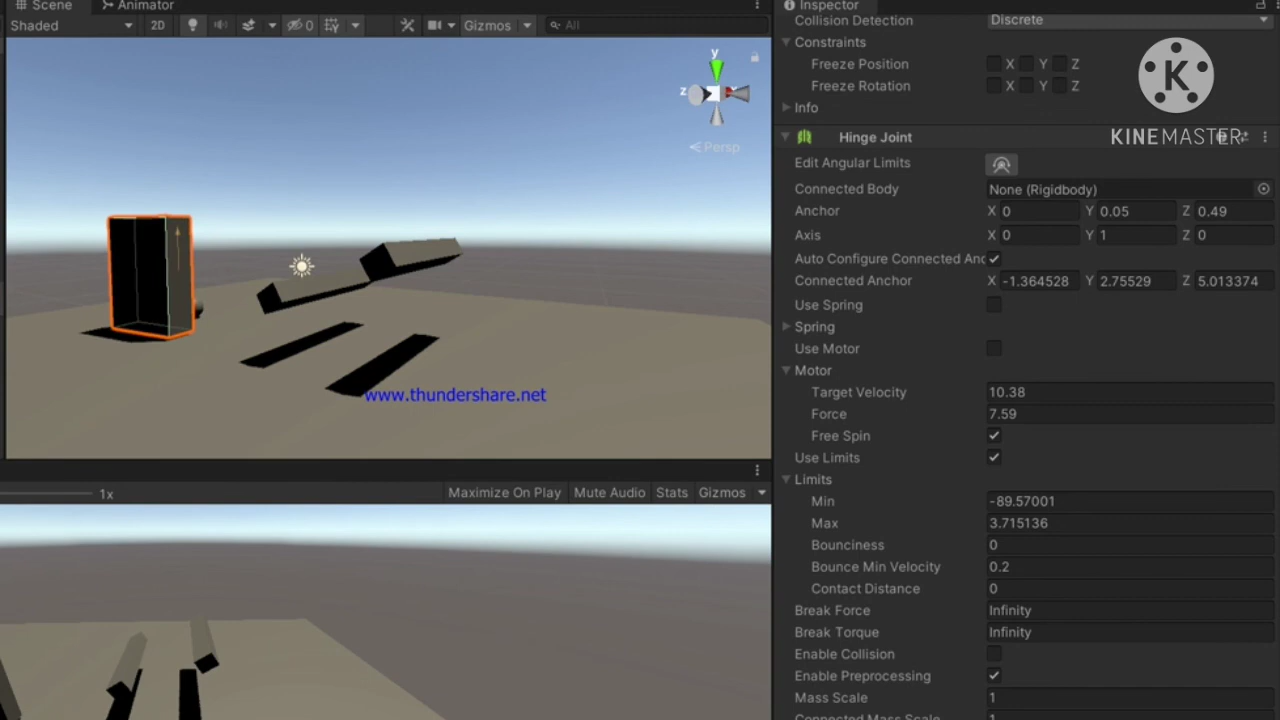 Scene Animator
Shaded 2D 0 Gizmos All
y
z
Persp
www.thundershare.net
1x Maximize On Play Mute Audio Stats Gizmos
Inspector
Collision Detection Discrete
Constraints
Freeze Position X Y Z
Freeze Rotation X Y Z
Info
K
KINEMASTER
Hinge Joint
Edit Angular Limits
Connected Body None (Rigidbody)
Anchor X 0 Y 0.05 Z 0.49
Axis X 0 Y 1 Z 0
Auto Configure Connected Anc
Connected Anchor X -1.364528 Y 2.75529 Z 5.013374
Use Spring
Spring
Use Motor
Motor
Target Velocity 10.38
Force 7.59
Free Spin
Use Limits
Limits
Min -89.57001
Max 3.715136
Bounciness 0
Bounce Min Velocity 0.2
Contact Distance 0
Break Force Infinity
Break Torque Infinity
Enable Collision
Enable Preprocessing
Mass Scale 1
Connected Mass Scale 1